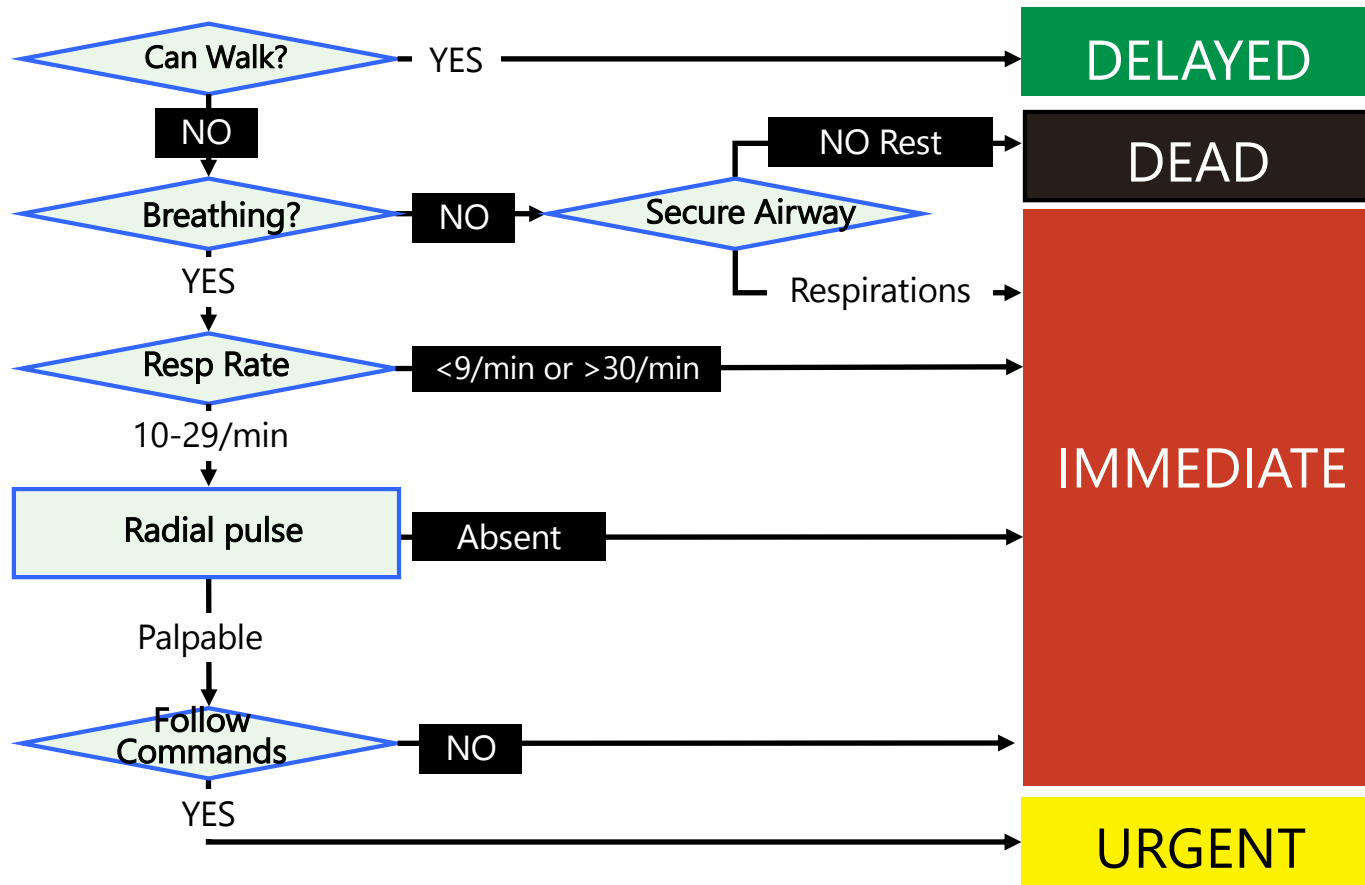 Can Walk?
YES
DELAYED
NO
NO Rest
DEAD
Breathing?
NO
Secure Airway
YES
Respirations
Resp Rate
<9/min or >30/min
10-29/min
IMMEDIATE
Radial pulse
Absent
Palpable
Follow
Commands
NO
YES
URGENT